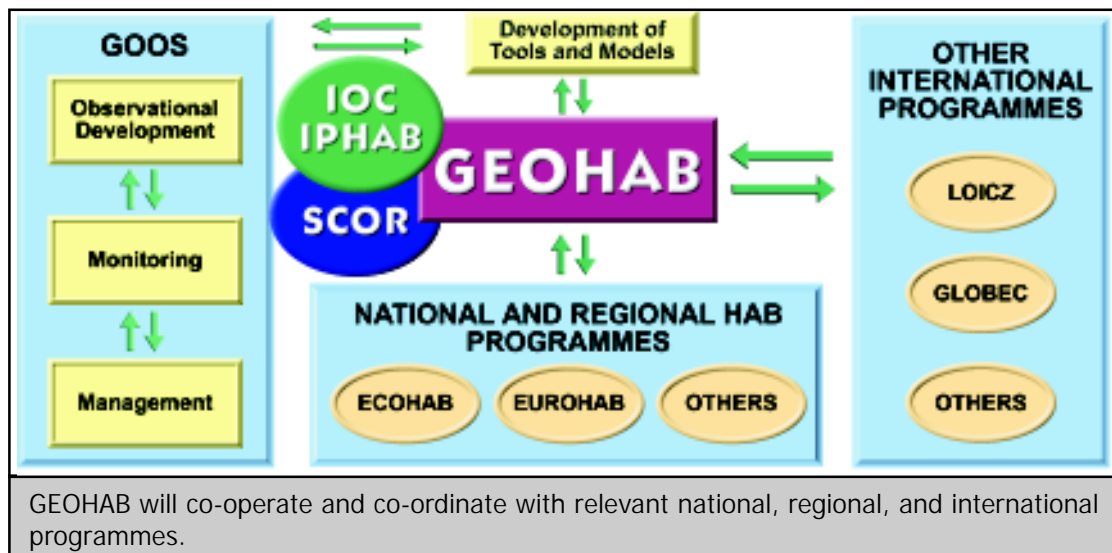 GOOS
Observational
Development
Monitoring
Management
IOC
IPHAB
SCOR
GEOHAB
Development of
Tools and Models
NATIONAL AND REGIONAL HAB
PROGRAMMES
ECOHAB
EUROHAB
OTHERS
OTHER
INTERNATIONAL
PROGRAMMES
LOICZ
GLOBEC
OTHERS
GEOHAB will co-operate and co-ordinate with relevant national, regional, and international
programmes.